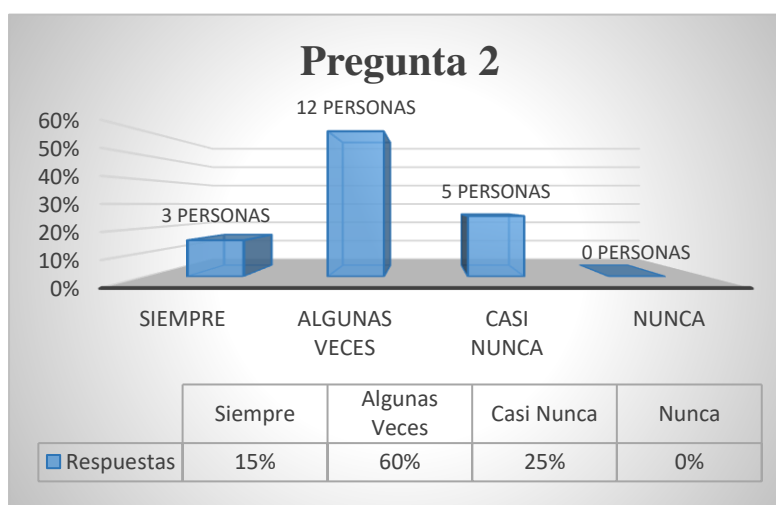 Pregunta 2
12 PERSONAS
60%
50%
40%
5 PERSONAS
30%
3 PERSONAS
20%
0 PERSONAS
10%
0%
SIEMPRE
ALGUNAS
VECES
CASI
NUNCA
NUNCA
Siempre
Algunas
Veces
Casi Nunca
Nunca
Respuestas 15% 60% 25% 0%